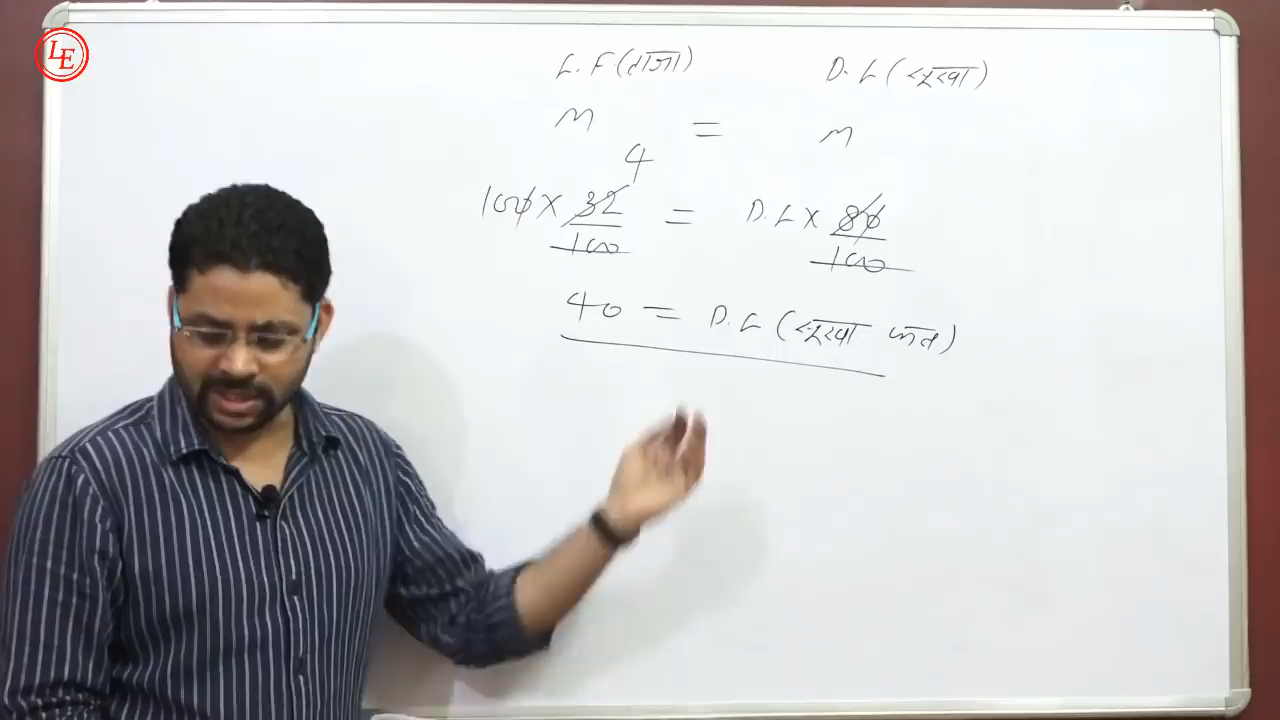 LE
L. F. (ताजा) D. L (सूखा)
M = M
4
100 × 32/100 = D. L × 80/100
40 = D. L (सूखा फल)